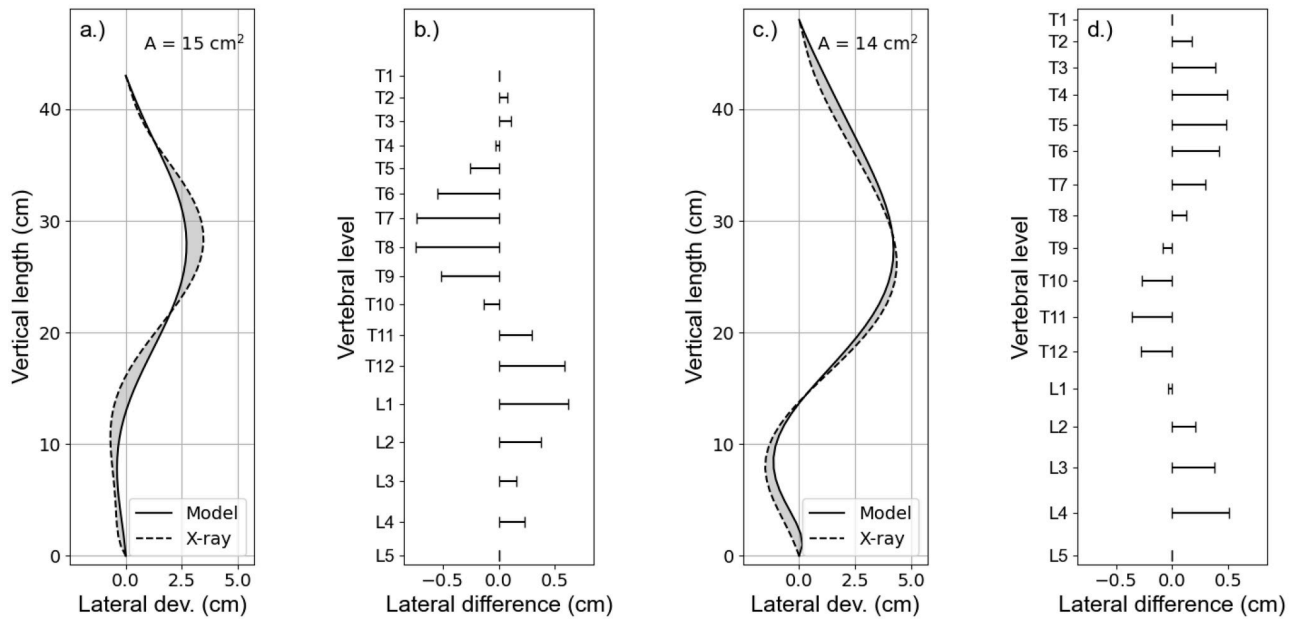 a.)
A = 15 cm²
Vertical length (cm)
40
30
20
10
0
Model
X-ray
0.0 2.5 5.0
Lateral dev. (cm)
b.)
Vertebral level
T1
T2
T3
T4
T5
T6
T7
T8
T9
T10
T11
T12
L1
L2
L3
L4
L5
−0.5 0.0 0.5
Lateral difference (cm)
c.)
A = 14 cm²
Vertical length (cm)
40
30
20
10
0
Model
X-ray
0.0 2.5 5.0
Lateral dev. (cm)
d.)
Vertebral level
T1
T2
T3
T4
T5
T6
T7
T8
T9
T10
T11
T12
L1
L2
L3
L4
L5
−0.5 0.0 0.5
Lateral difference (cm)